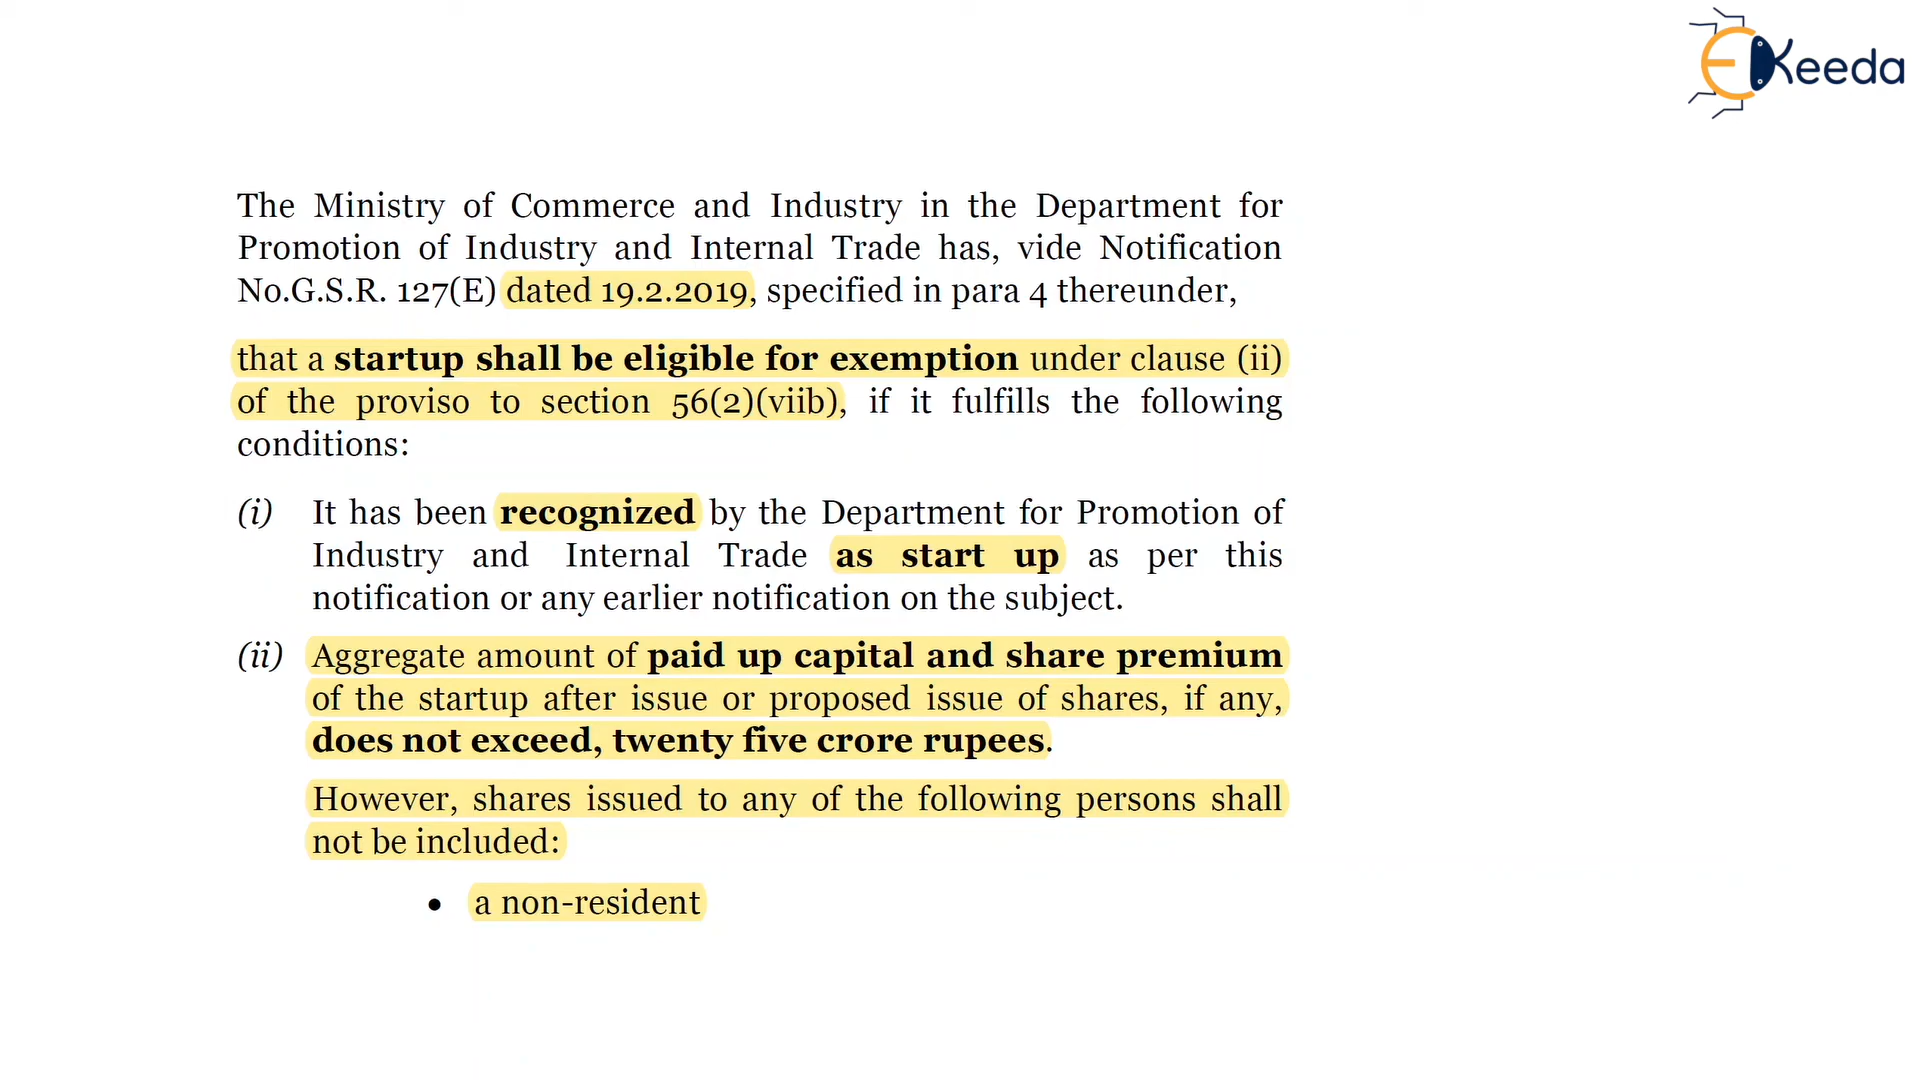 EKeeda
The Ministry of Commerce and Industry in the Department for
Promotion of Industry and Internal Trade has, vide Notification
No.G.S.R. 127(E) dated 19.2.2019, specified in para 4 thereunder,
that a startup shall be eligible for exemption under clause (ii)
of the proviso to section 56(2)(viib), if it fulfills the following
conditions:
(i) It has been recognized by the Department for Promotion of
Industry and Internal Trade as start up as per this
notification or any earlier notification on the subject.
(ii) Aggregate amount of paid up capital and share premium
of the startup after issue or proposed issue of shares, if any,
does not exceed, twenty five crore rupees.
However, shares issued to any of the following persons shall
not be included:
• a non-resident